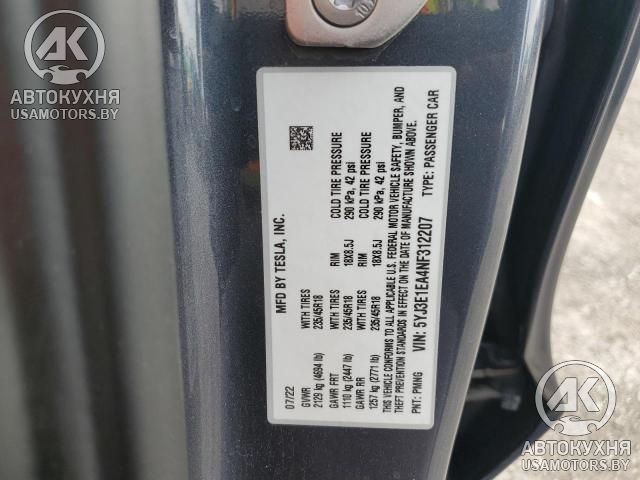 MFD BY TESLA, INC.
07/22
GVWR
2129 kg (4694 lb)
GAWR FRT WITH TIRES RIM COLD TIRE PRESSURE
1110 kg (2447 lb) 235/45R18 18X8.5J 290 kPa, 42 psi
GAWR RR WITH TIRES RIM COLD TIRE PRESSURE
1257 kg (2771 lb) 235/45R18 18X8.5J 290 kPa, 42 psi
THIS VEHICLE CONFORMS TO ALL APPLICABLE U.S. FEDERAL MOTOR VEHICLE SAFETY, BUMPER, AND
THEFT PREVENTION STANDARDS IN EFFECT ON THE DATE OF MANUFACTURE SHOWN ABOVE.
VIN: 5YJ3E1EA4NF312207 TYPE: PASSENGER CAR
PNT: PMNG
AK
АВТОКУХНЯ
USAMOTORS.BY
AK
АВТОКУХНЯ
USAMOTORS.BY